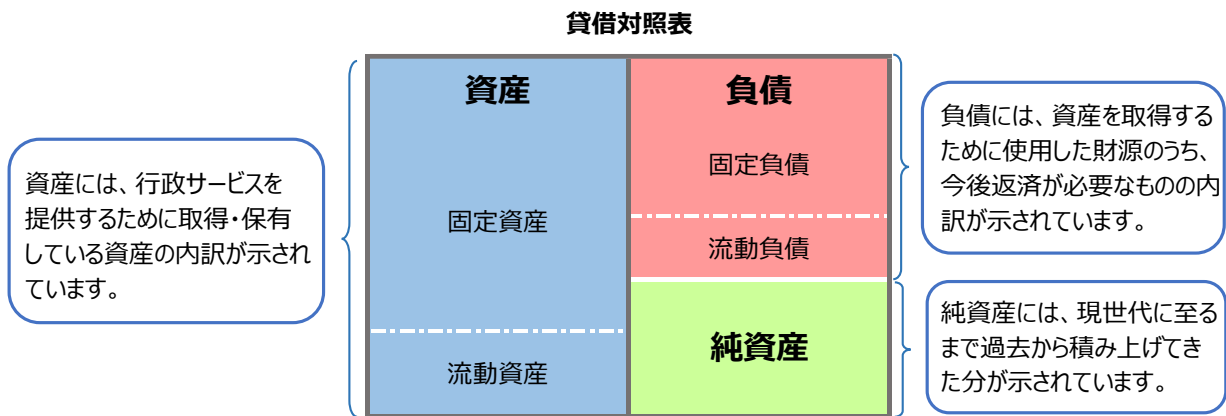 貸借対照表
資産
固定資産
流動資産
負債
固定負債
流動負債
純資産
資産には、行政サービスを
提供するために取得・保有
している資産の内訳が示され
ています。
負債には、資産を取得する
ために使用した財源のうち、
今後返済が必要なものの内
訳が示されています。
純資産には、現世代に至る
まで過去から積み上げてき
た分が示されています。